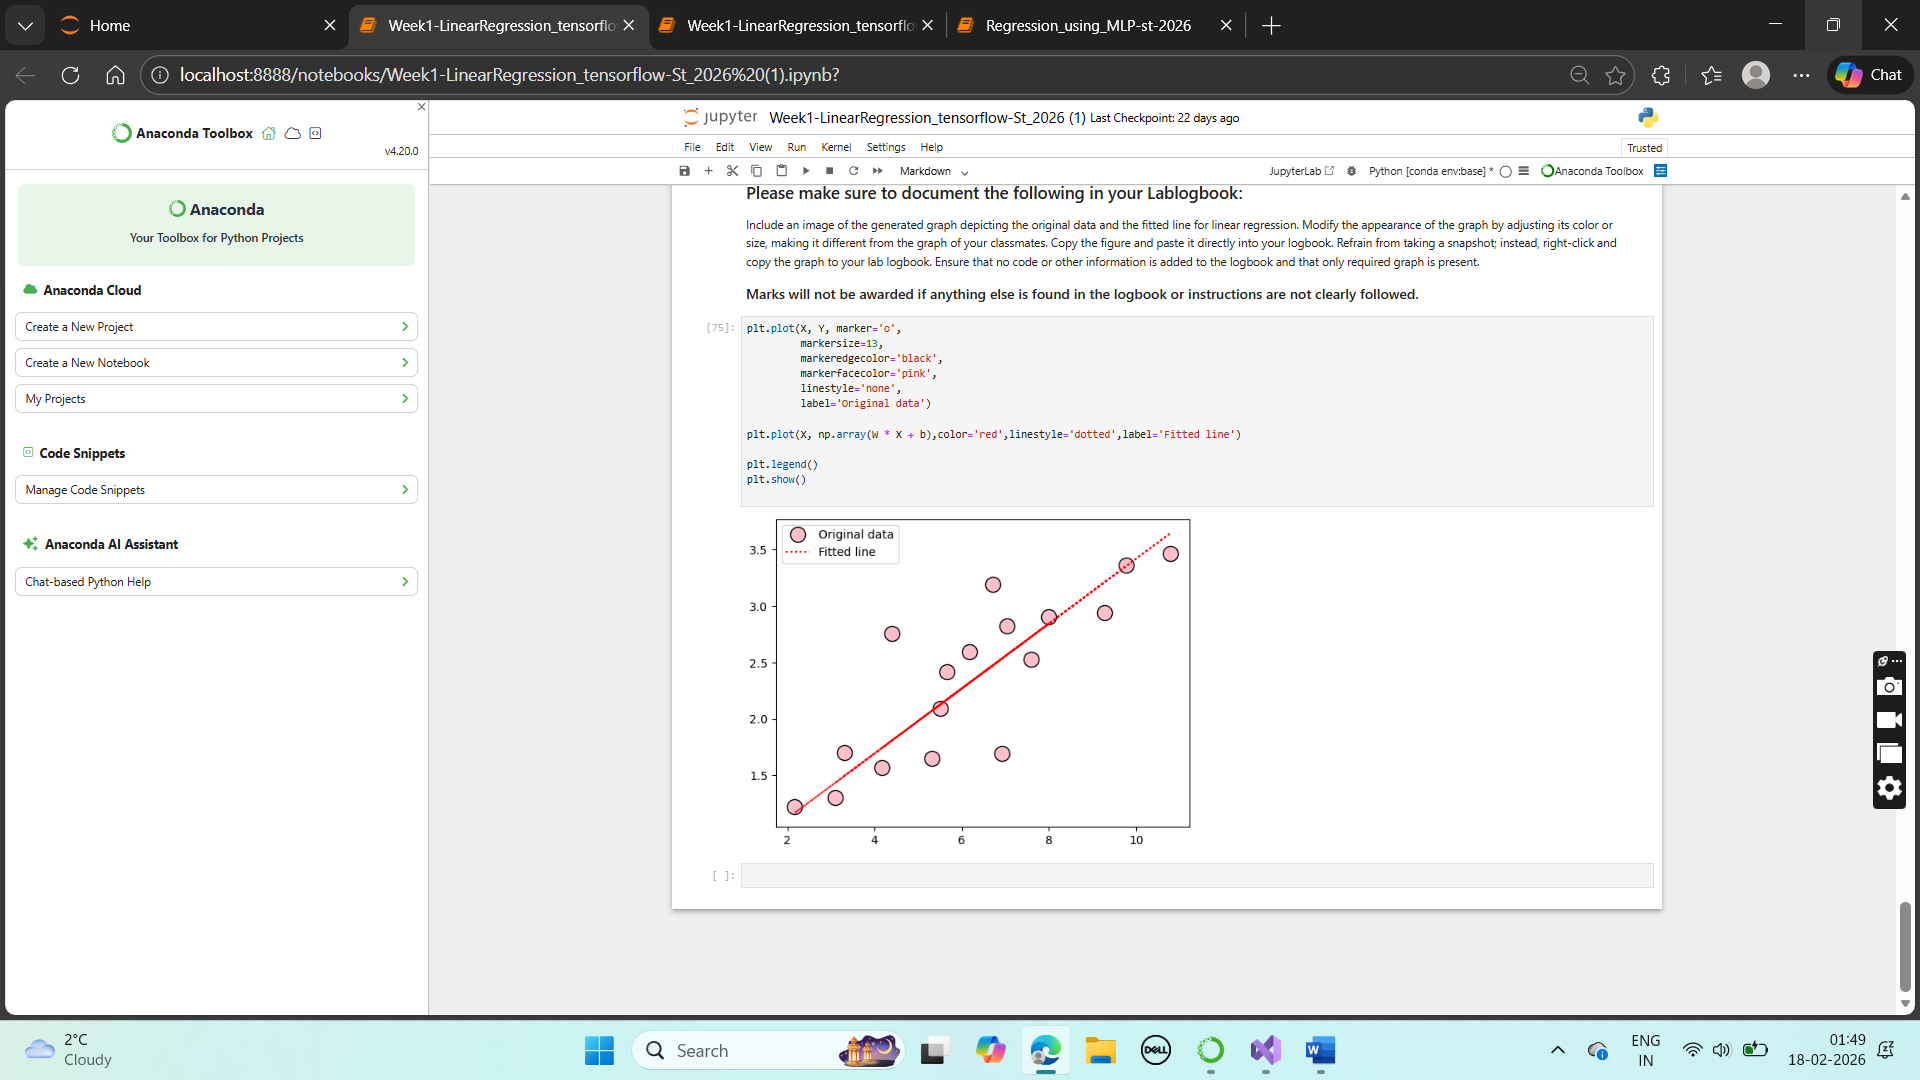 Home
Week1-LinearRegression_tensorflo
Week1-LinearRegression_tensorflo
Regression_using_MLP-st-2026
localhost:8888/notebooks/Week1-LinearRegression_tensorflow-St_2026%20(1).ipynb?
Chat
Anaconda Toolbox
v4.20.0
Anaconda
Your Toolbox for Python Projects
Anaconda Cloud
Create a New Project
Create a New Notebook
My Projects
Code Snippets
Manage Code Snippets
Anaconda AI Assistant
Chat-based Python Help
jupyter Week1-LinearRegression_tensorflow-St_2026 (1) Last Checkpoint: 22 days ago
File Edit View Run Kernel Settings Help
Trusted
Markdown
JupyterLab
Python [conda env:base] *
Anaconda Toolbox
Please make sure to document the following in your Lablogbook:
Include an image of the generated graph depicting the original data and the fitted line for linear regression. Modify the appearance of the graph by adjusting its color or
size, making it different from the graph of your classmates. Copy the figure and paste it directly into your logbook. Refrain from taking a snapshot; instead, right-click and
copy the graph to your lab logbook. Ensure that no code or other information is added to the logbook and that only required graph is present.
Marks will not be awarded if anything else is found in the logbook or instructions are not clearly followed.
[75]:
plt.plot(X, Y, marker='o',
markersize=13,
markeredgecolor='black',
markerfacecolor='pink',
linestyle='none',
label='Original data')
plt.plot(X, np.array(W * X + b),color='red',linestyle='dotted',label='Fitted line')
plt.legend()
plt.show()
Original data
Fitted line
3.5
3.0
2.5
2.0
1.5
2 4 6 8 10
[ ]:
2°C
Cloudy
Search
DELL
W
ENG
IN
01:49
18-02-2026